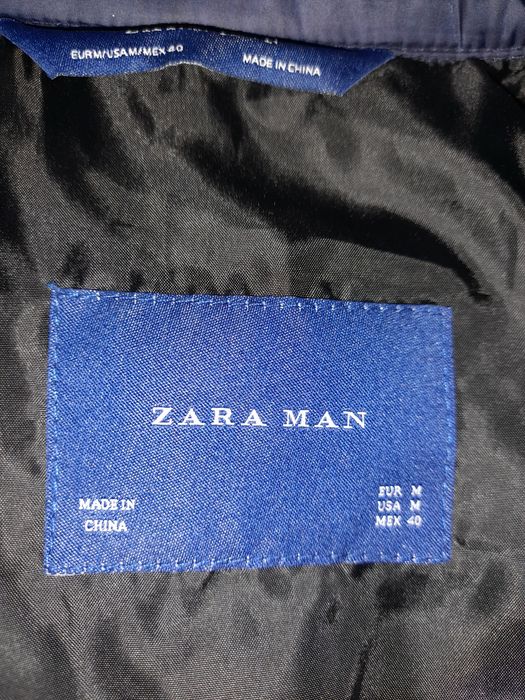 EUR M/USA M/MEX 40
MADE IN CHINA
ZARA MAN
MADE IN
CHINA
EUR M
USA M
MEX 40